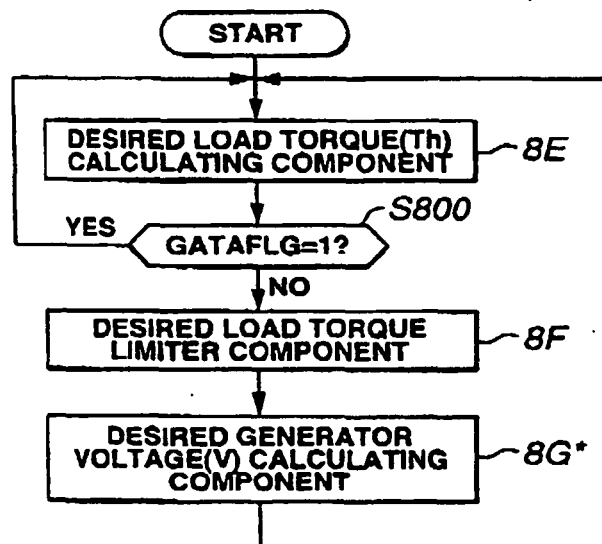 START
DESIRED LOAD TORQUE(Th)
CALCULATING COMPONENT
8E
S800
YES
GATAFLG=1?
NO
DESIRED LOAD TORQUE
LIMITER COMPONENT
8F
DESIRED GENERATOR
VOLTAGE(V) CALCULATING
COMPONENT
8G*